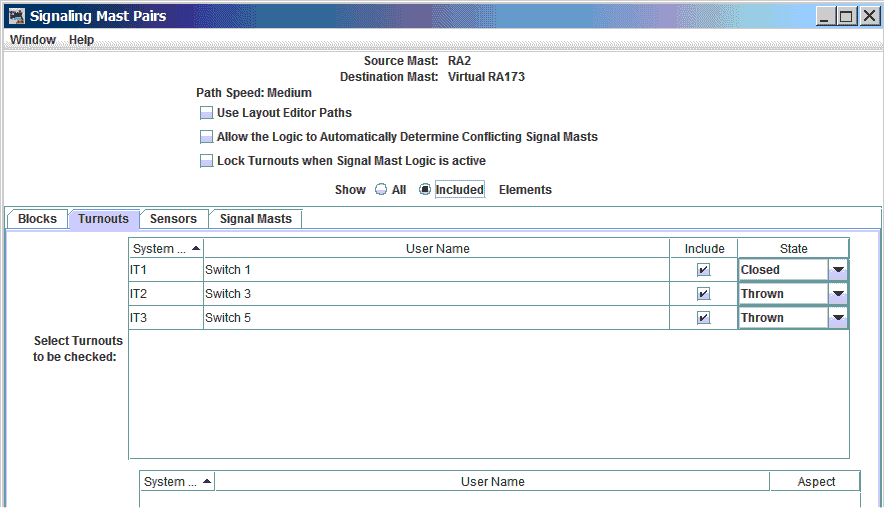 Signaling Mast Pairs
Window Help
Source Mast: RA2
Destination Mast: Virtual RA173
Path Speed: Medium
Use Layout Editor Paths
Allow the Logic to Automatically Determine Conflicting Signal Masts
Lock Turnouts when Signal Mast Logic is active
Show All Included Elements
Blocks Turnouts Sensors Signal Masts
System ... User Name Include State
IT1 Switch 1 Closed
IT2 Switch 3 Thrown
IT3 Switch 5 Thrown
Select Turnouts
to be checked:
System ... User Name Aspect